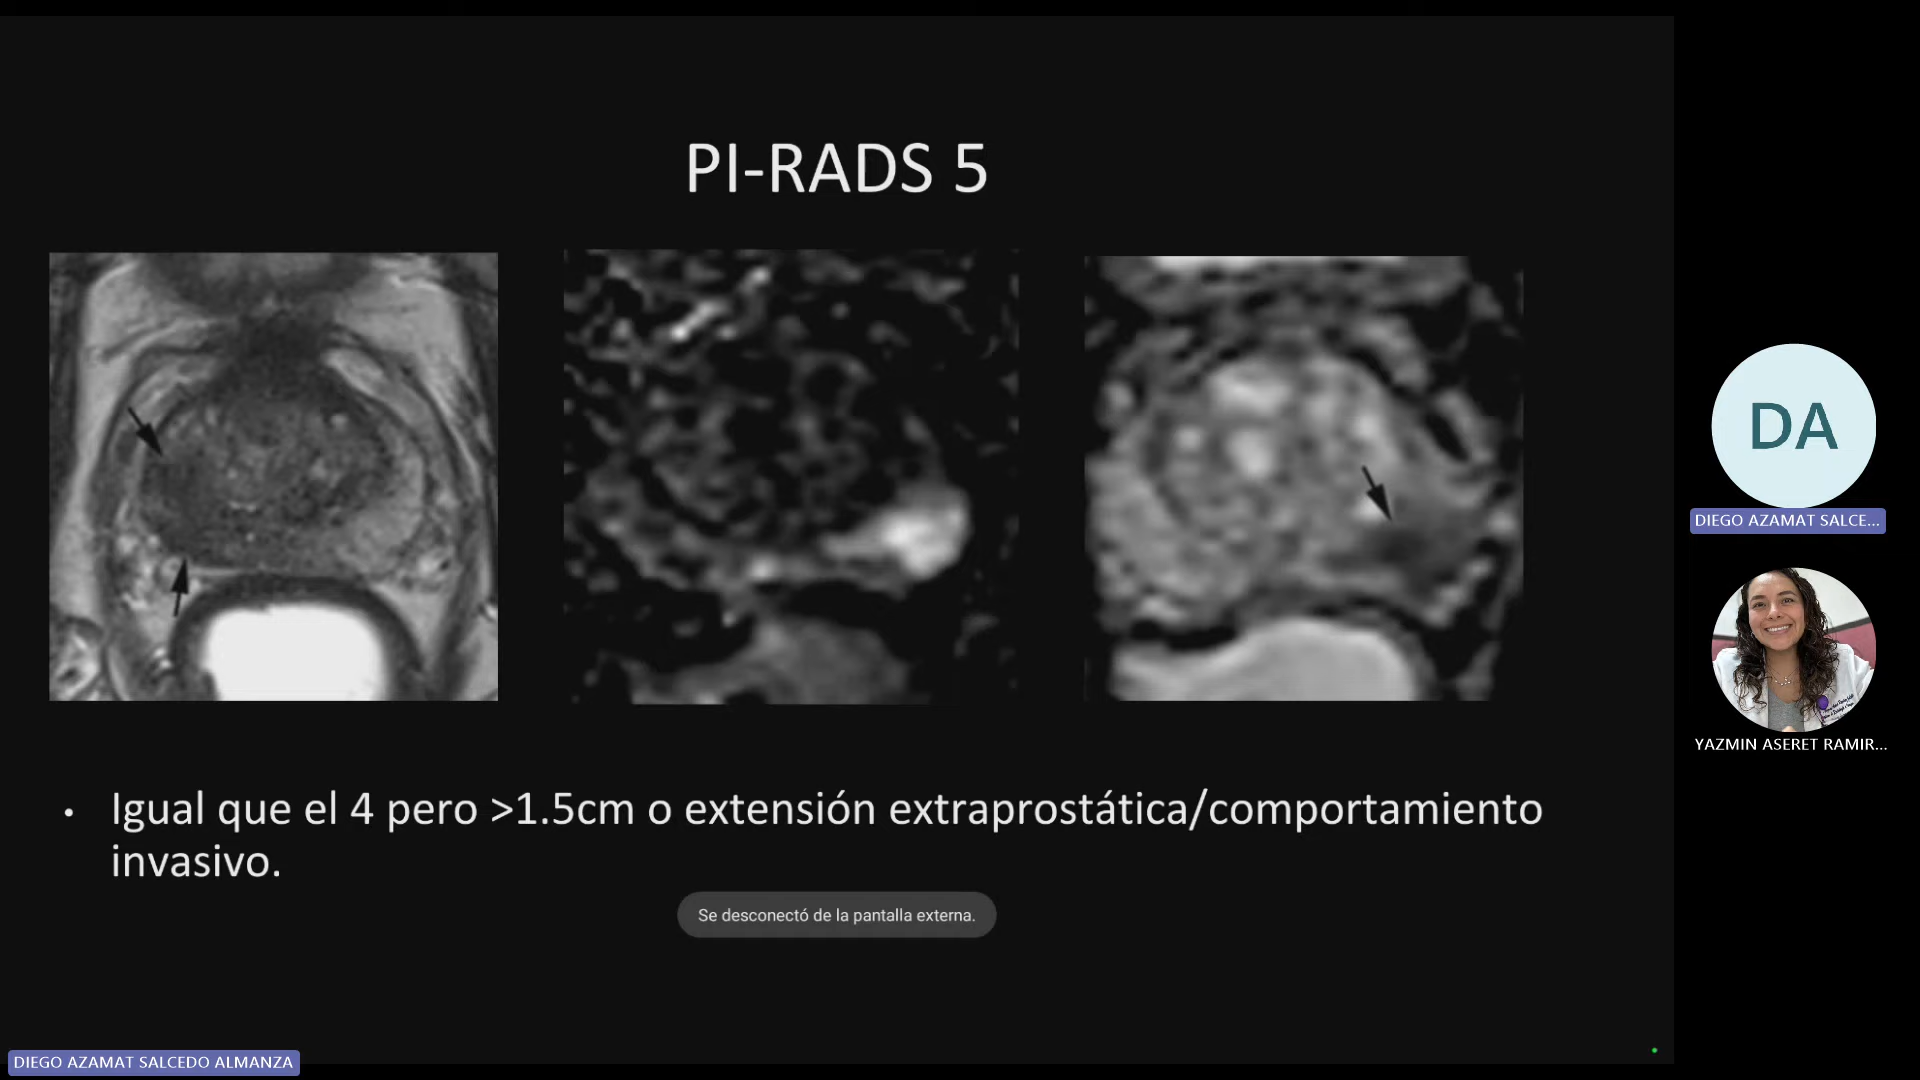 PI-RADS 5
• Igual que el 4 pero >1.5cm o extensión extraprostática/comportamiento
invasivo.
Se desconectó de la pantalla externa.
DA
DIEGO AZAMAT SALCE...
YAZMIN ASERET RAMIR...
DIEGO AZAMAT SALCEDO ALMANZA